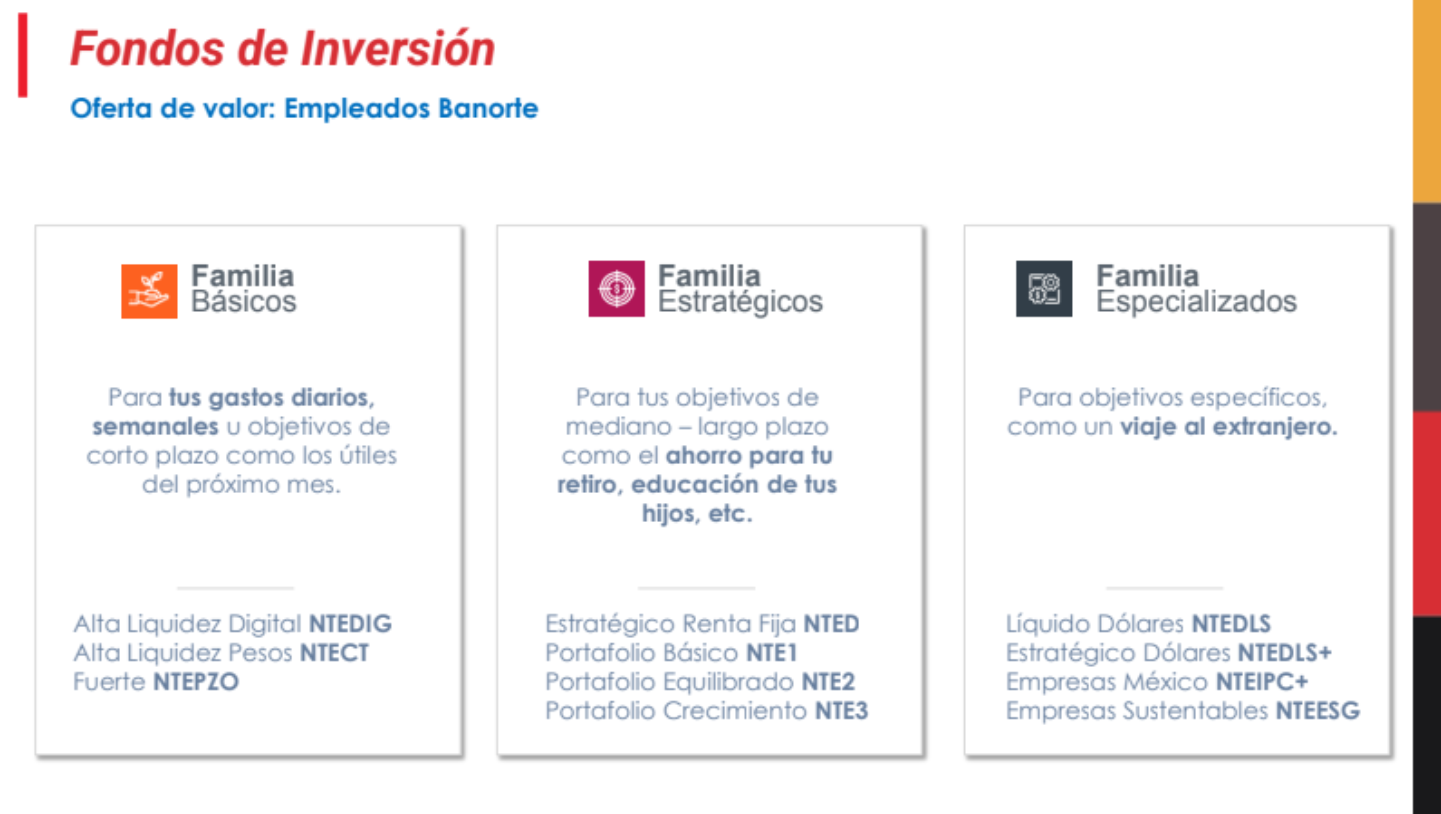 Fondos de Inversión
Oferta de valor: Empleados Banorte
Familia
Básicos
Para tus gastos diarios,
semanales u objetivos de
corto plazo como los útiles
del próximo mes.
Alta Liquidez Digital NTEDIG
Alta Liquidez Pesos NTECT
Fuerte NTEPZO
Familia
Estratégicos
Para tus objetivos de
mediano – largo plazo
como el ahorro para tu
retiro, educación de tus
hijos, etc.
Estratégico Renta Fija NTED
Portafolio Básico NTE1
Portafolio Equilibrado NTE2
Portafolio Crecimiento NTE3
Familia
Especializados
Para objetivos específicos,
como un viaje al extranjero.
Líquido Dólares NTEDLS
Estratégico Dólares NTEDLS+
Empresas México NTEIPC+
Empresas Sustentables NTEESG